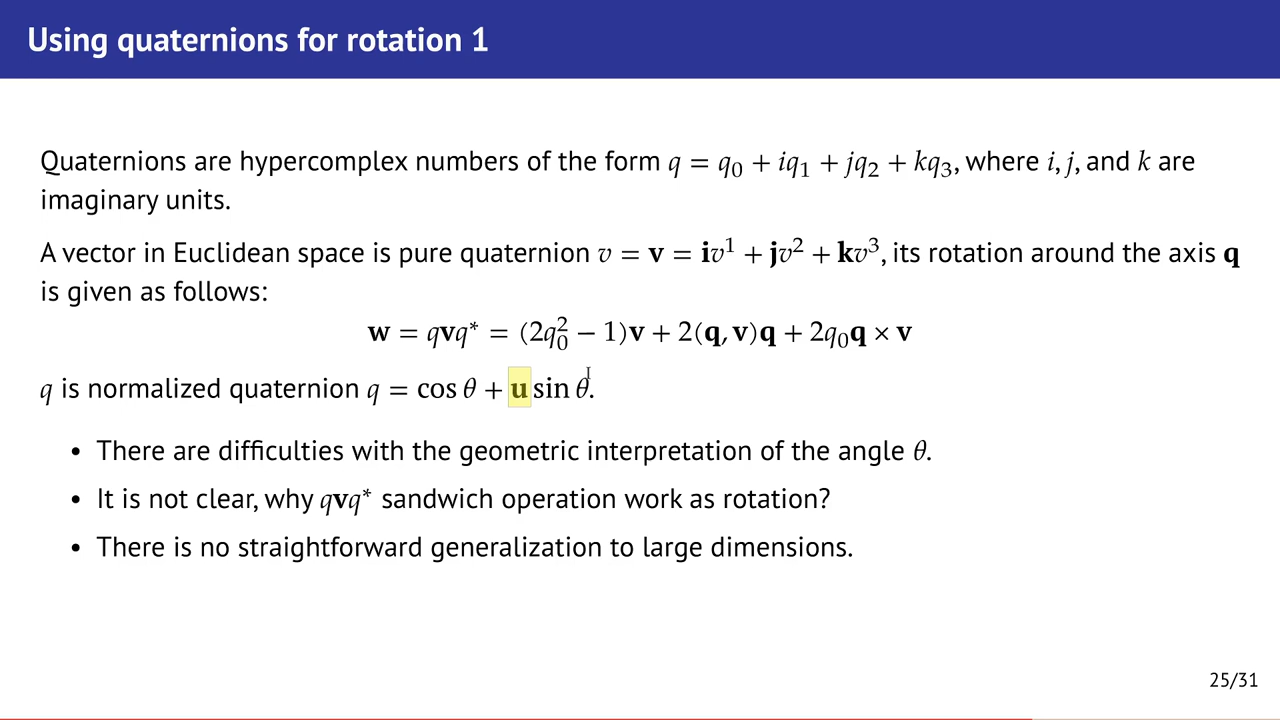 Using quaternions for rotation 1
Quaternions are hypercomplex numbers of the form q = q₀ + iq₁ + jq₂ + kq₃, where i, j, and k are
imaginary units.
A vector in Euclidean space is pure quaternion v = v = iv¹ + jv² + kv³, its rotation around the axis q
is given as follows:
w = qvq* = (2q₀² − 1)v + 2(q, v)q + 2q₀q × v
q is normalized quaternion q = cos θ + u sin θ.
• There are difficulties with the geometric interpretation of the angle θ.
• It is not clear, why qvq* sandwich operation work as rotation?
• There is no straightforward generalization to large dimensions.
25/31